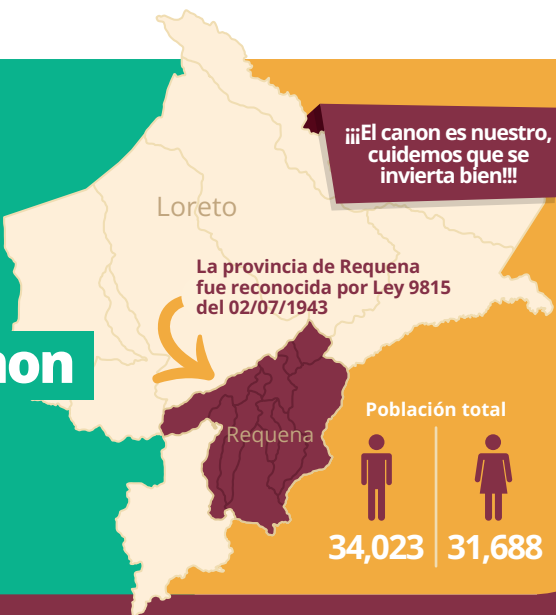 ¡¡¡El canon es nuestro,
cuidemos que se
invierta bien!!!
Loreto
La provincia de Requena
fue reconocida por Ley 9815
del 02/07/1943
Requena
Población total
34,023
31,688